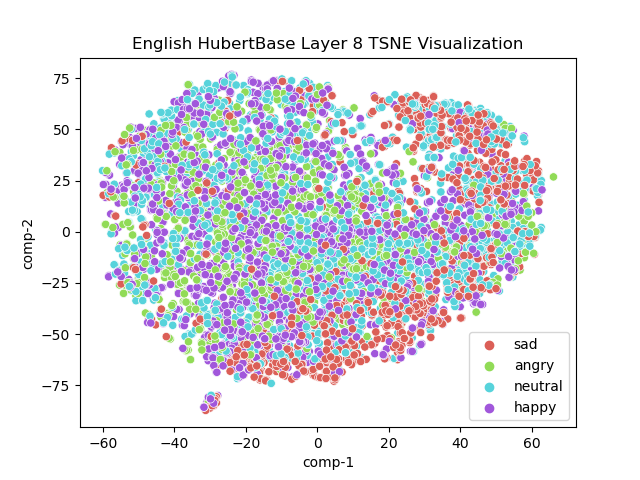 English HubertBase Layer 8 TSNE Visualization
75
50
25
0
−25
−50
−75
comp-2
−60 −40 −20 0 20 40 60
comp-1
sad
angry
neutral
happy